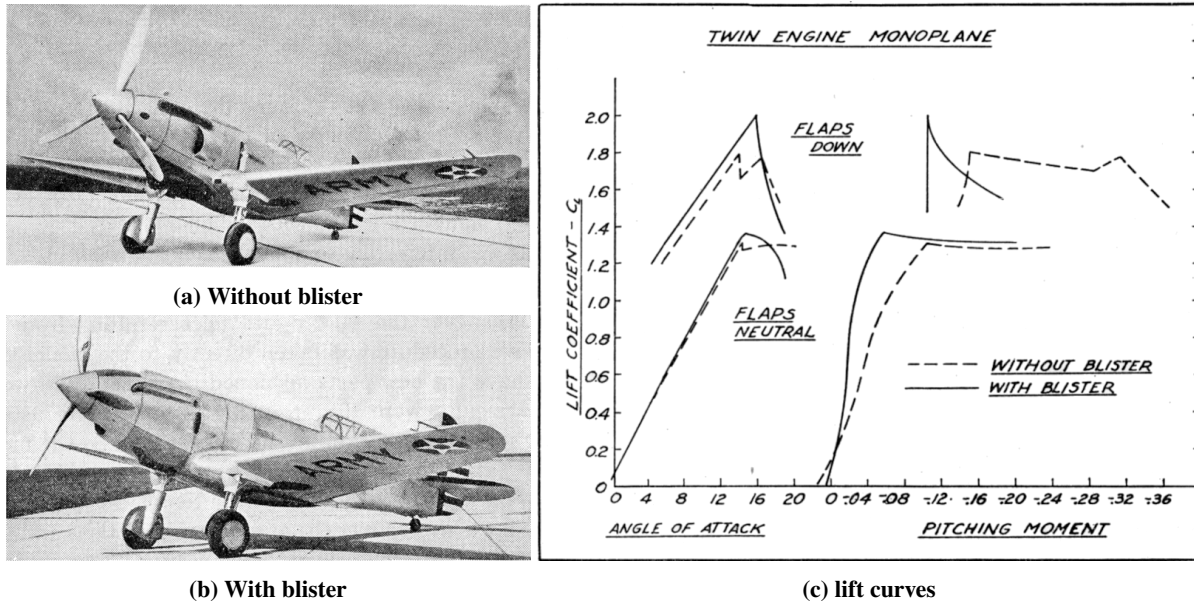 ARMY
(a) Without blister
ARMY
(b) With blister
TWIN ENGINE MONOPLANE
LIFT COEFFICIENT - CL
2.0
1.8
1.6
1.4
1.2
1.0
0.8
0.6
0.4
0.2
0
FLAPS
DOWN
FLAPS
NEUTRAL
WITHOUT BLISTER
WITH BLISTER
0 4 8 12 16 20
0 -.04 -.08 -.12 -.16 -.20 -.24 -.28 -.32 -.36
ANGLE OF ATTACK
PITCHING MOMENT
(c) lift curves